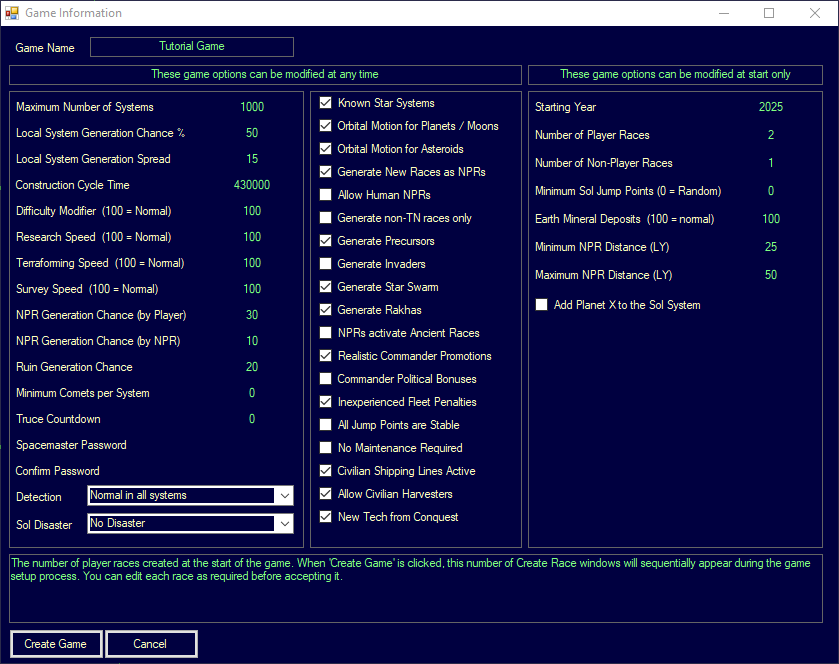 Game Information
Game Name
Tutorial Game
These game options can be modified at any time
These game options can be modified at start only
Maximum Number of Systems 1000
Local System Generation Chance % 50
Local System Generation Spread 15
Construction Cycle Time 430000
Difficulty Modifier (100 = Normal) 100
Research Speed (100 = Normal) 100
Terraforming Speed (100 = Normal) 100
Survey Speed (100 = Normal) 100
NPR Generation Chance (by Player) 30
NPR Generation Chance (by NPR) 10
Ruin Generation Chance 20
Minimum Comets per System 0
Truce Countdown 0
Spacemaster Password
Confirm Password
Detection Normal in all systems
Sol Disaster No Disaster
Known Star Systems
Orbital Motion for Planets / Moons
Orbital Motion for Asteroids
Generate New Races as NPRs
Allow Human NPRs
Generate non-TN races only
Generate Precursors
Generate Invaders
Generate Star Swarm
Generate Rakhas
NPRs activate Ancient Races
Realistic Commander Promotions
Commander Political Bonuses
Inexperienced Fleet Penalties
All Jump Points are Stable
No Maintenance Required
Civilian Shipping Lines Active
Allow Civilian Harvesters
New Tech from Conquest
Starting Year 2025
Number of Player Races 2
Number of Non-Player Races 1
Minimum Sol Jump Points (0 = Random) 0
Earth Mineral Deposits (100 = normal) 100
Minimum NPR Distance (LY) 25
Maximum NPR Distance (LY) 50
Add Planet X to the Sol System
The number of player races created at the start of the game. When 'Create Game' is clicked, this number of Create Race windows will sequentially appear during the game
setup process. You can edit each race as required before accepting it.
Create Game
Cancel